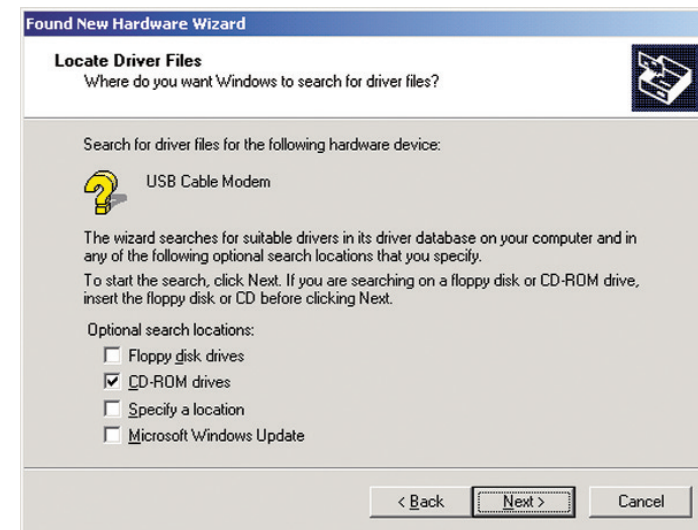 Found New Hardware Wizard
Locate Driver Files
Where do you want Windows to search for driver files?
Search for driver files for the following hardware device:
USB Cable Modem
The wizard searches for suitable drivers in its driver database on your computer and in
any of the following optional search locations that you specify.
To start the search, click Next. If you are searching on a floppy disk or CD-ROM drive,
insert the floppy disk or CD before clicking Next.
Optional search locations:
Floppy disk drives
CD-ROM drives
Specify a location
Microsoft Windows Update
< Back Next > Cancel